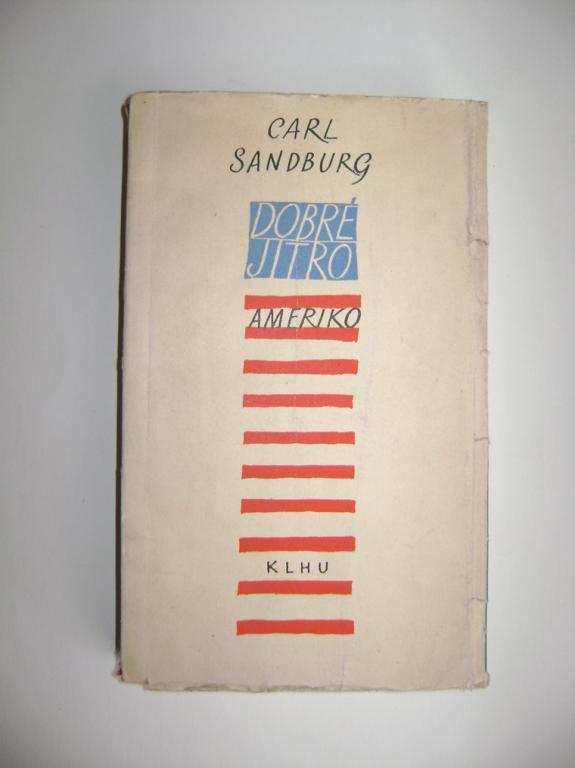 CARL
SANDBURG
DOBRÉ
JITRO
AMERIKO
KLHU